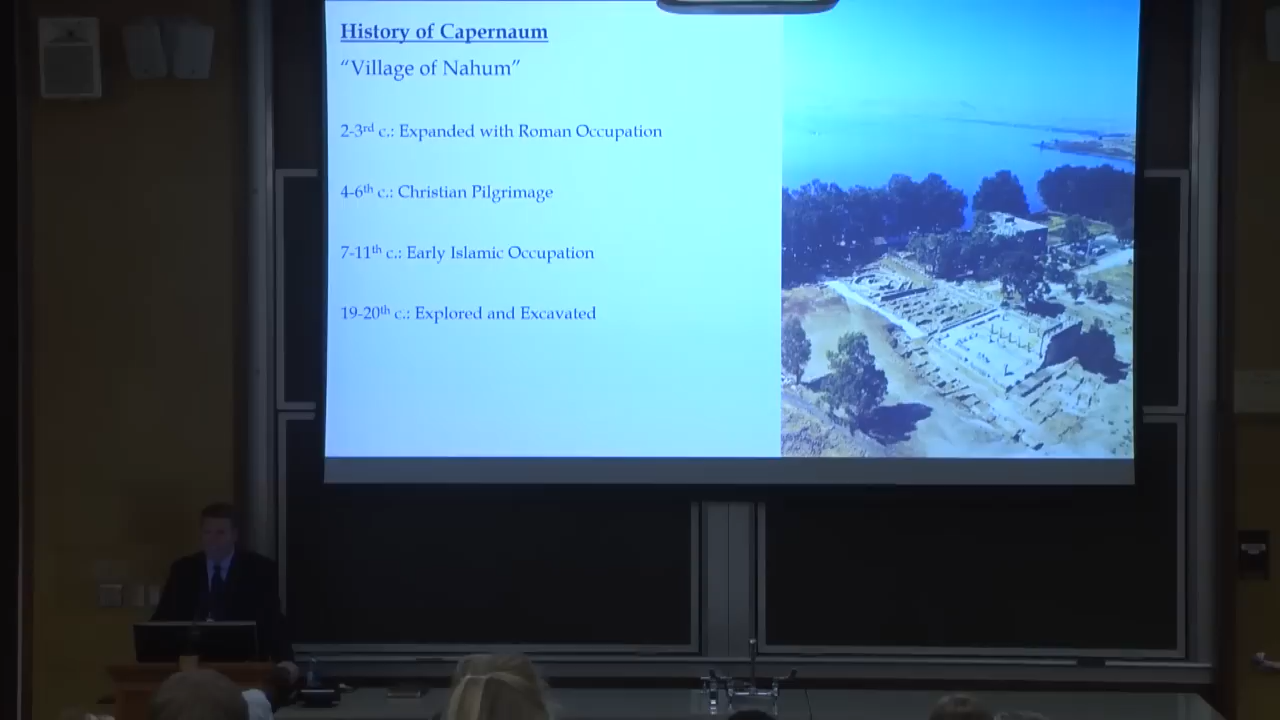 History of Capernaum
“Village of Nahum”
2-3rd c.: Expanded with Roman Occupation
4-6th c.: Christian Pilgrimage
7-11th c.: Early Islamic Occupation
19-20th c.: Explored and Excavated